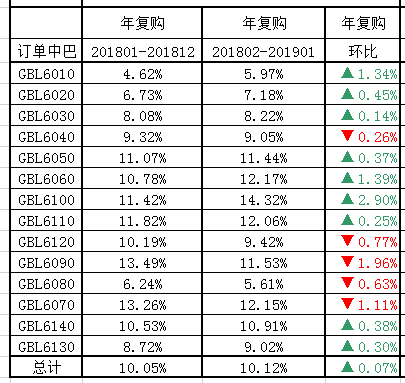 年复购 年复购 年复购
订单中巴 201801-201812 201802-201901 环比
GBL6010 4.62% 5.97% ▲ 1.34%
GBL6020 6.73% 7.18% ▲ 0.45%
GBL6030 8.08% 8.22% ▲ 0.14%
GBL6040 9.32% 9.05% ▼ 0.26%
GBL6050 11.07% 11.44% ▲ 0.37%
GBL6060 10.78% 12.17% ▲ 1.39%
GBL6100 11.42% 14.32% ▲ 2.90%
GBL6110 11.82% 12.06% ▲ 0.25%
GBL6120 10.19% 9.42% ▼ 0.77%
GBL6090 13.49% 11.53% ▼ 1.96%
GBL6080 6.24% 5.61% ▼ 0.63%
GBL6070 13.26% 12.15% ▼ 1.11%
GBL6140 10.53% 10.91% ▲ 0.38%
GBL6130 8.72% 9.02% ▲ 0.30%
总计 10.05% 10.12% ▲ 0.07%